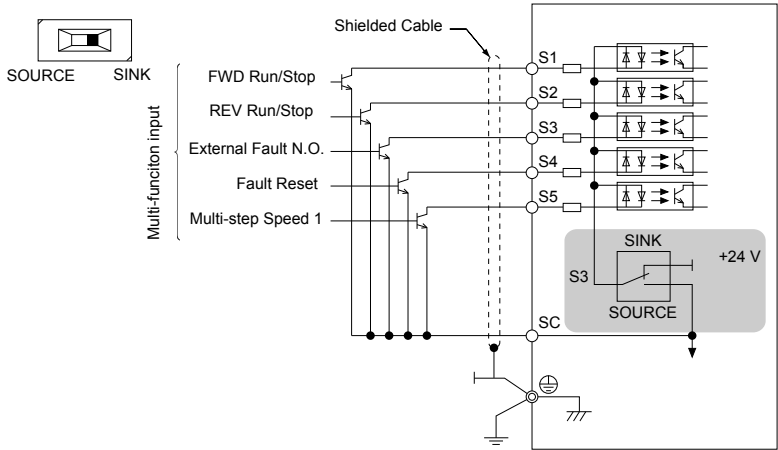 Shielded Cable
SOURCE SINK
Multi-funciton input
FWD Run/Stop
REV Run/Stop
External Fault N.O.
Fault Reset
Multi-step Speed 1
S1
S2
S3
S4
S5
SINK
+24 V
S3
SOURCE
SC